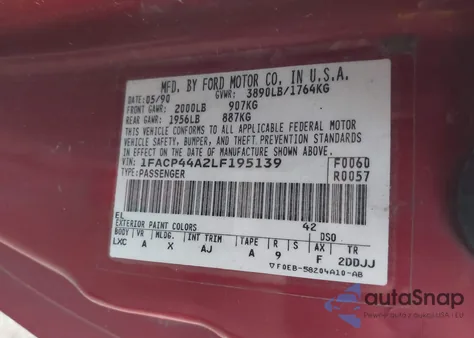 MFD. BY FORD MOTOR CO. IN U.S.A.
DATE: 05/90 GVWR: 3890LB/1764KG
FRONT GAWR: 2000LB 907KG
REAR GAWR: 1956LB 887KG
THIS VEHICLE CONFORMS TO ALL APPLICABLE FEDERAL MOTOR
VEHICLE SAFETY, BUMPER, AND THEFT PREVENTION STANDARDS
IN EFFECT ON THE DATE OF MANUFACTURE SHOWN ABOVE.
VIN: 1FACP44A2LF195139 F0060
TYPE: PASSENGER R0057
EL 42
EXTERIOR PAINT COLORS DSO
BODY VR MLDG. INT TRIM TAPE R S AX TR
LXC A X AJ A 9 F 2DDJJ
▽F0EB-58204A10-AB
autoSnap